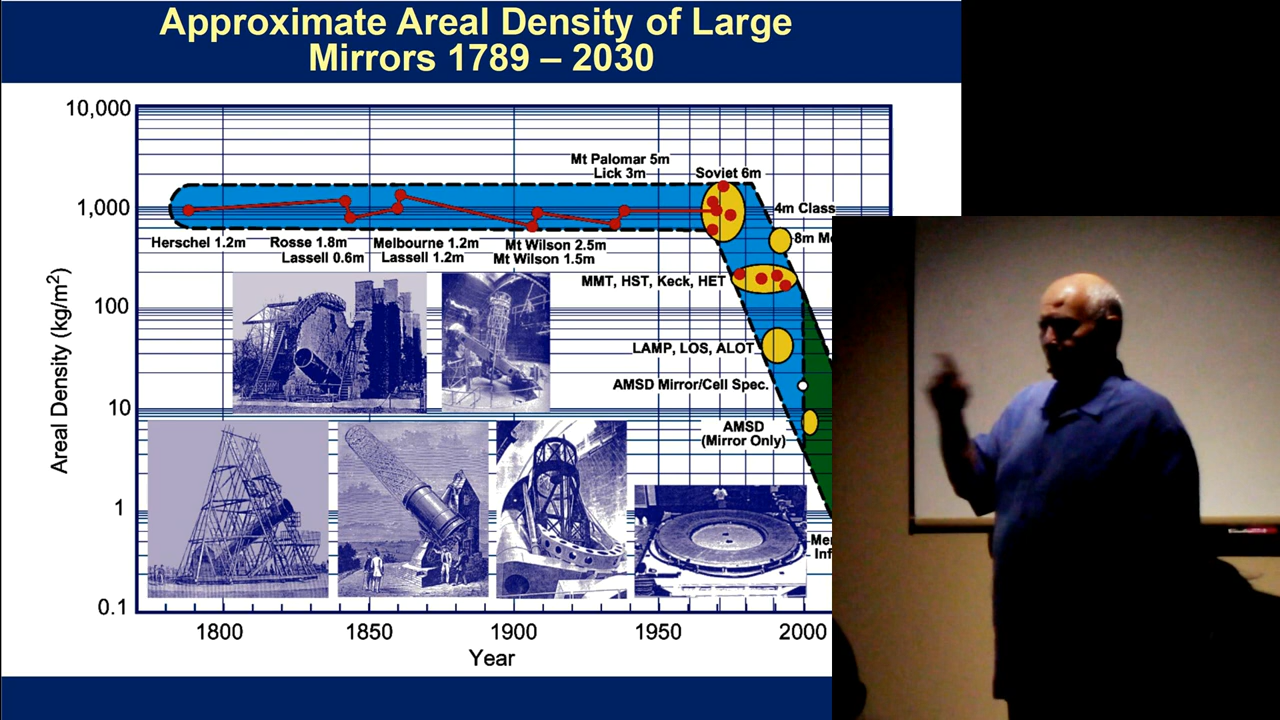 Approximate Areal Density of Large
Mirrors 1789 – 2030
10,000
1,000
100
10
1
0.1
Areal Density (kg/m2)
Mt Palomar 5m
Lick 3m
Soviet 6m
4m Class
8m
Herschel 1.2m
Rosse 1.8m
Melbourne 1.2m
Mt Wilson 2.5m
Lassell 0.6m
Lassell 1.2m
Mt Wilson 1.5m
MMT, HST, Keck, HET
LAMP, LOS, ALOT
AMSD Mirror/Cell Spec.
AMSD
(Mirror Only)
1800
1850
1900
1950
2000
Year